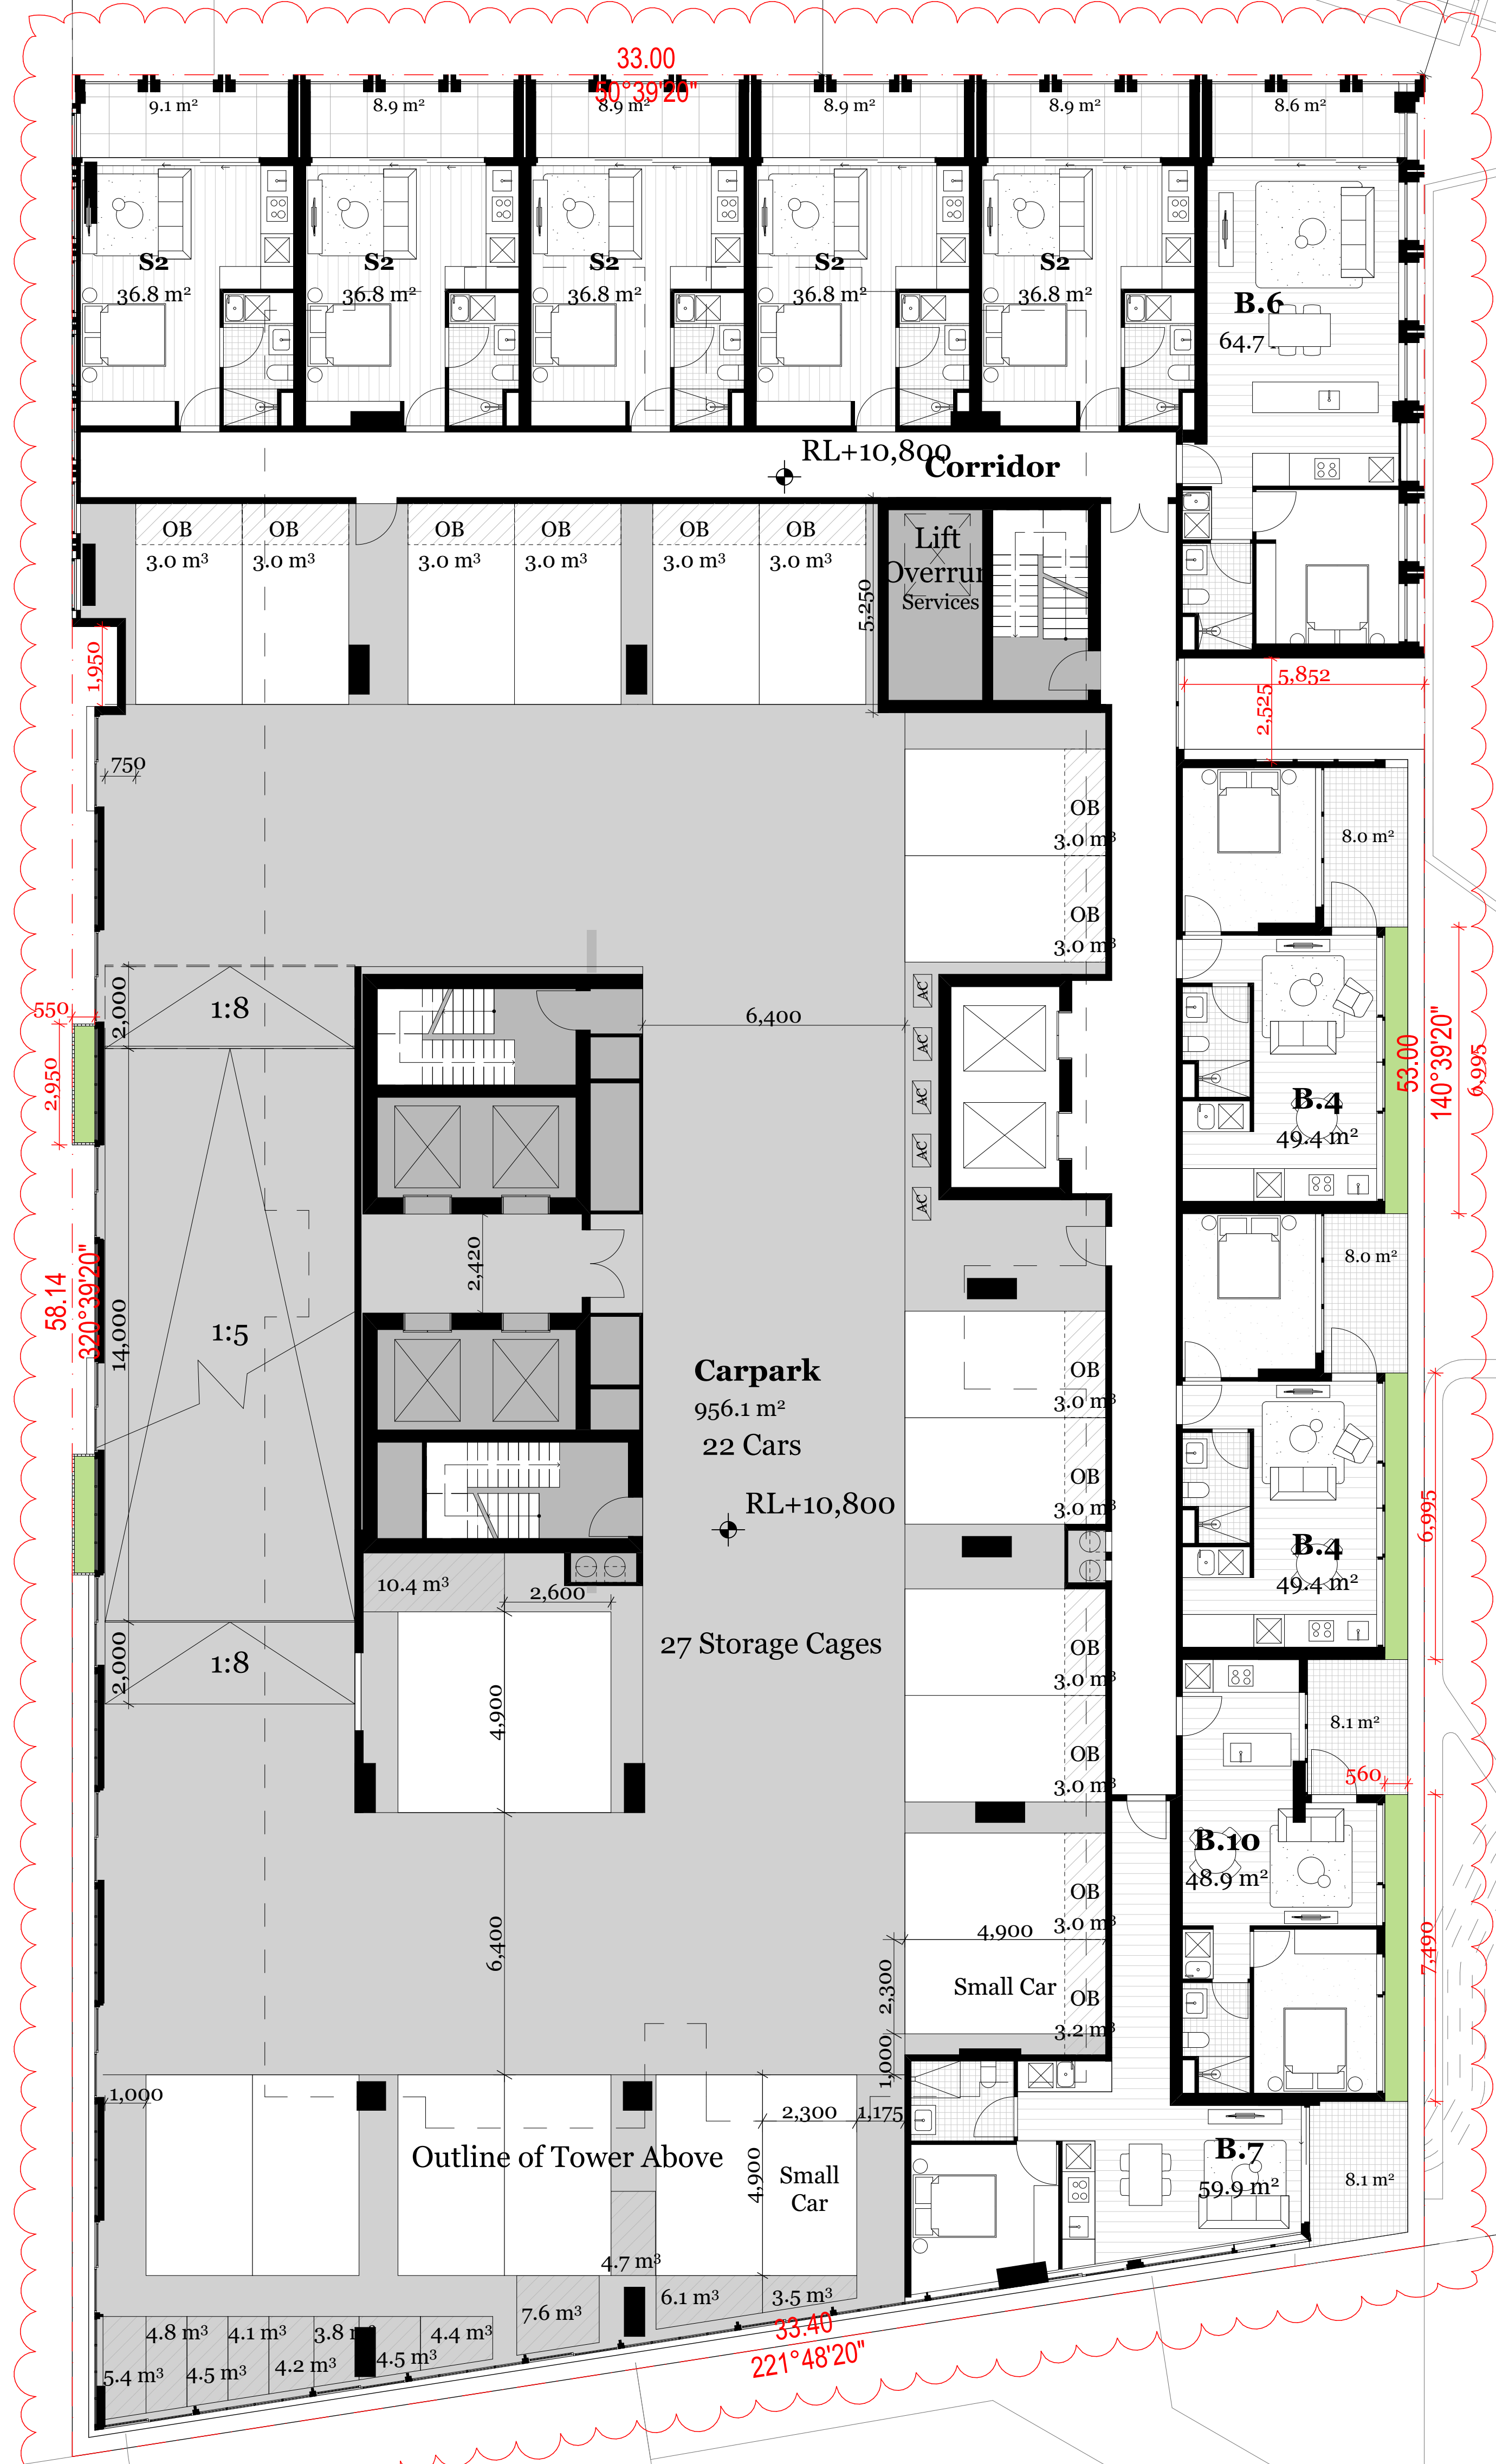 33.00
50°39'20"
9.1 m²
8.9 m²
8.9 m²
8.9 m²
8.9 m²
8.6 m²
S2
36.8 m²
S2
36.8 m²
S2
36.8 m²
S2
36.8 m²
S2
36.8 m²
B.6
64.7
RL+10,800
Corridor
OB
3.0 m³
OB
3.0 m³
OB
3.0 m³
OB
3.0 m³
OB
3.0 m³
OB
3.0 m³
5,250
Lift
Overrun
Services
1,950
5,852
2,525
750
OB
3.0 m³
OB
3.0 m³
8.0 m²
2,000
1:8
550
2,950
6,400
AC
AC
AC
AC
AC
53.00
140°39'20"
6,995
B.4
49.4 m²
58.14
320°39'20"
14,000
1:5
2,420
8.0 m²
Carpark
956.1 m²
22 Cars
RL+10,800
OB
3.0 m³
OB
3.0 m³
6,995
B.4
49.4 m²
10.4 m³
2,600
27 Storage Cages
2,000
1:8
4,900
OB
3.0 m³
OB
3.0 m³
8.1 m²
560
B.10
48.9 m²
7,490
6,400
OB
3.0 m³
4,900
2,300
Small Car
OB
3.2 m³
1,000
1,000
2,300
1,175
Outline of Tower Above
4,900
Small
Car
B.7
59.9 m²
8.1 m²
4.7 m³
7.6 m³
6.1 m³
3.5 m³
33.40
221°48'20"
4.8 m³
4.1 m³
3.8
4.4 m³
5.4 m³
4.5 m³
4.2 m³
4.5 m³